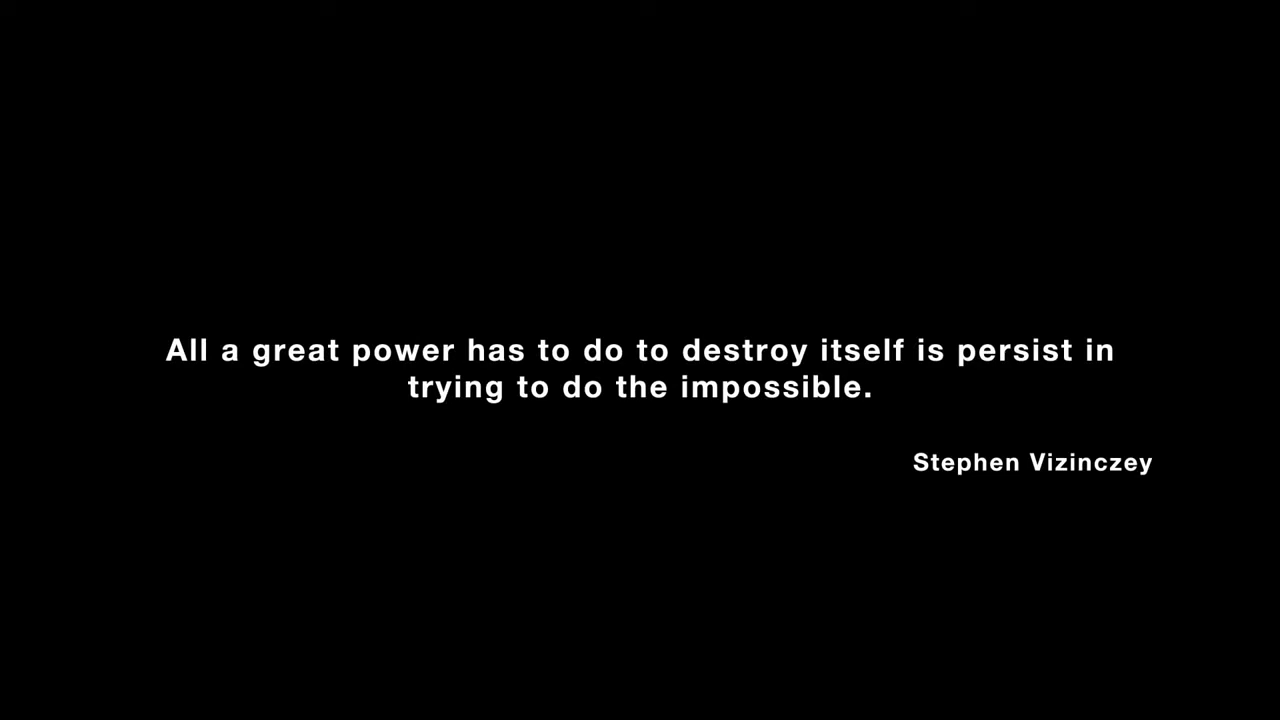 All a great power has to do to destroy itself is persist in
trying to do the impossible.
Stephen Vizinczey